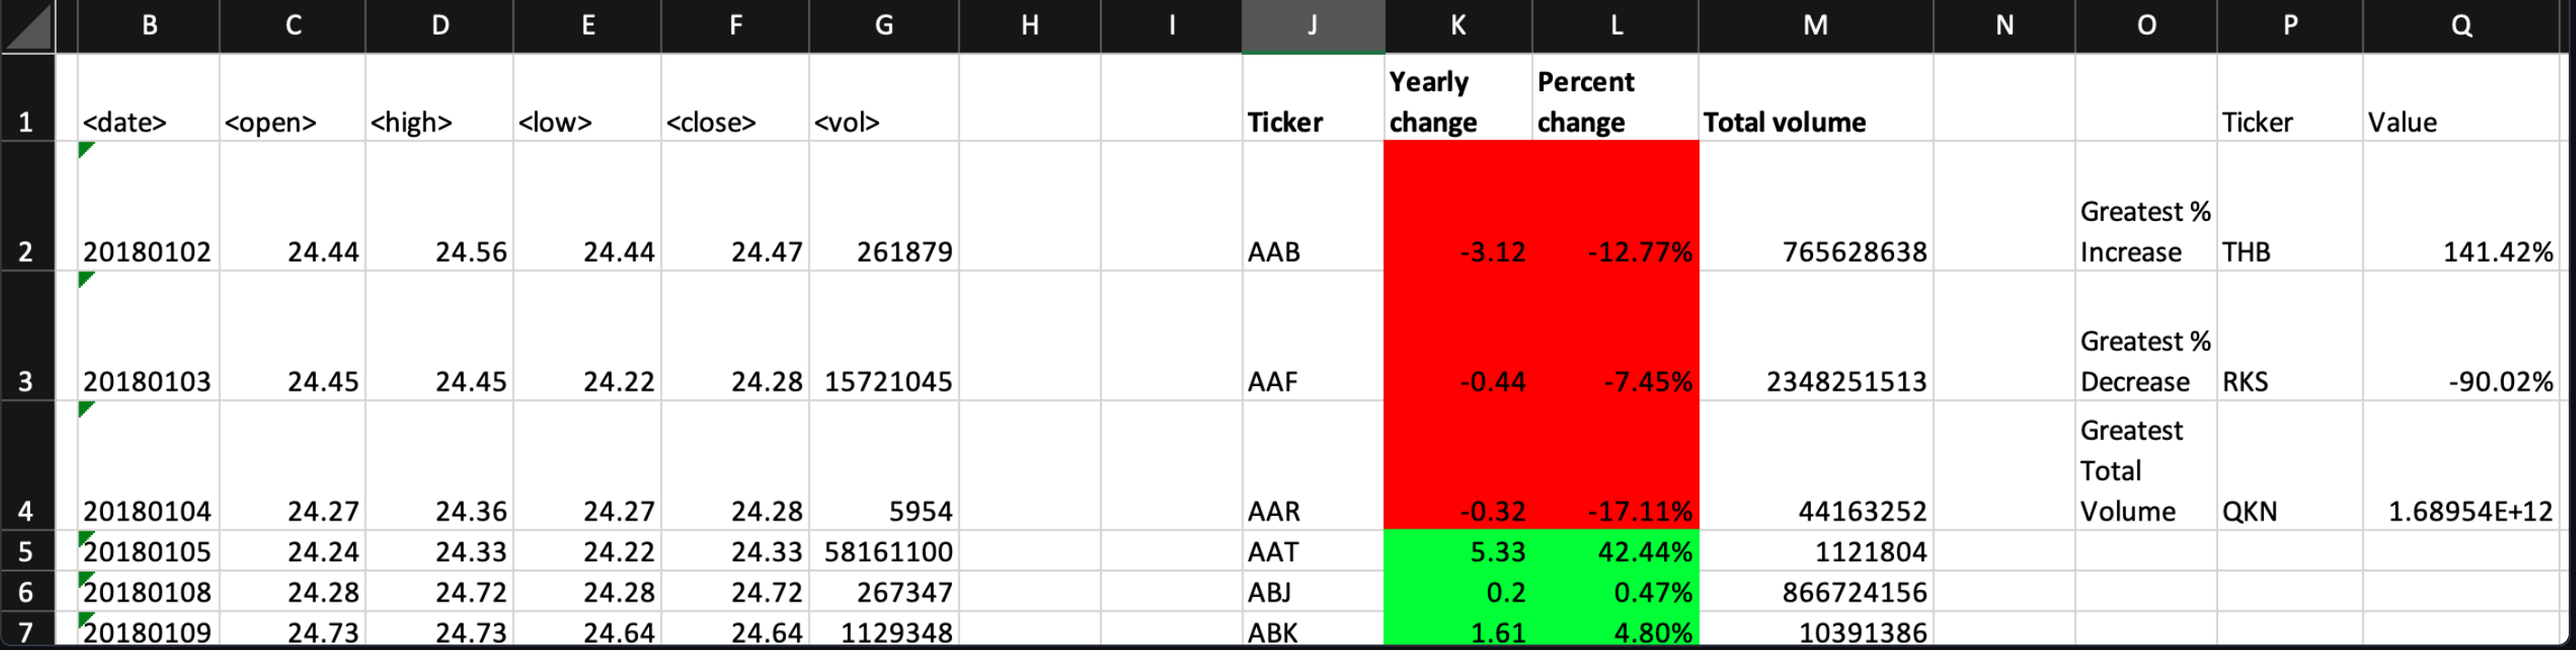 B C D E F G H I J K L M N O P Q
1 <date> <open> <high> <low> <close> <vol> Ticker Yearly change Percent change Total volume Ticker Value
2 20180102 24.44 24.56 24.44 24.47 261879 AAB -3.12 -12.77% 765628638 Greatest % Increase THB 141.42%
3 20180103 24.45 24.45 24.22 24.28 15721045 AAF -0.44 -7.45% 2348251513 Greatest % Decrease RKS -90.02%
4 20180104 24.27 24.36 24.27 24.28 5954 AAR -0.32 -17.11% 44163252 Greatest Total Volume QKN 1.68954E+12
5 20180105 24.24 24.33 24.22 24.33 58161100 AAT 5.33 42.44% 1121804
6 20180108 24.28 24.72 24.28 24.72 267347 ABJ 0.2 0.47% 866724156
7 20180109 24.73 24.73 24.64 24.64 1129348 ABK 1.61 4.80% 10391386